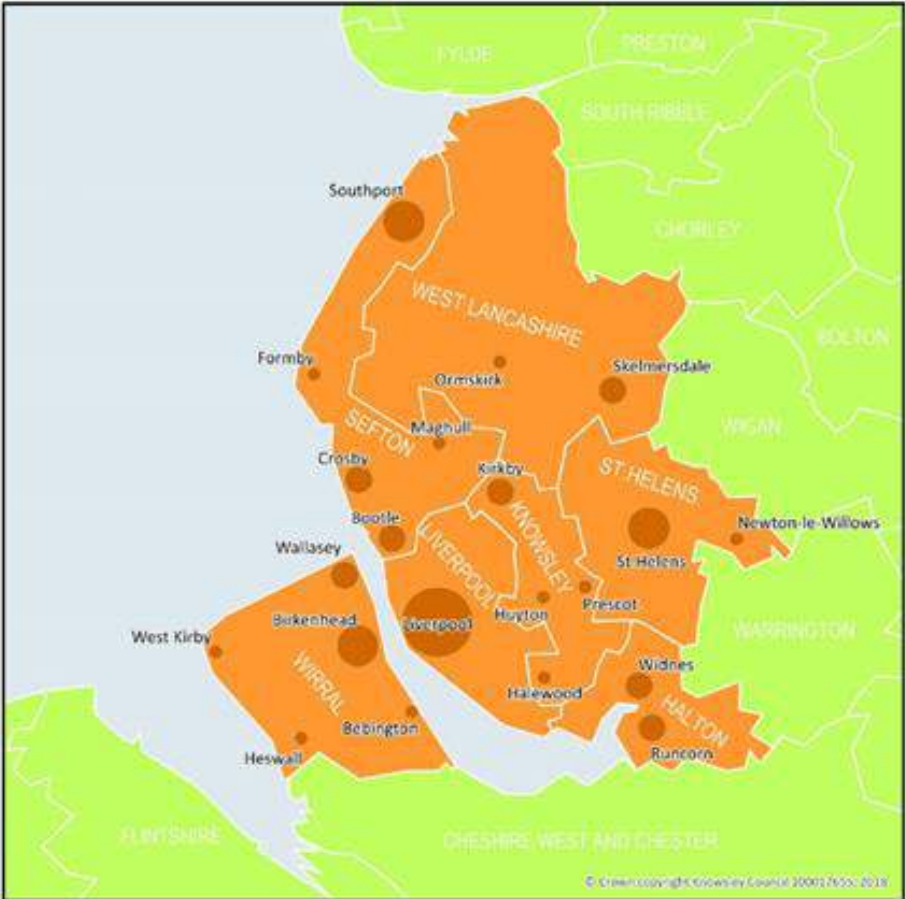 FYLDE
PRESTON
SOUTH RIBBLE
Southport
CHORLEY
WEST LANCASHIRE
BOLTON
Formby
Ormskirk
Skelmersdale
SEFTON
Maghull
WIGAN
Crosby
Kirkby
ST HELENS
Bootle
KNOWSLEY
Newton-le-Willows
Wallasey
LIVERPOOL
St Helens
Birkenhead
Liverpool
Huyton
Prescot
West Kirby
WARRINGTON
WIRRAL
Widnes
Halewood
HALTON
Bebington
Heswall
Runcorn
FLINTSHIRE
CHESHIRE WEST AND CHESTER
© Crown copyright Knowsley Council 100017655, 2018